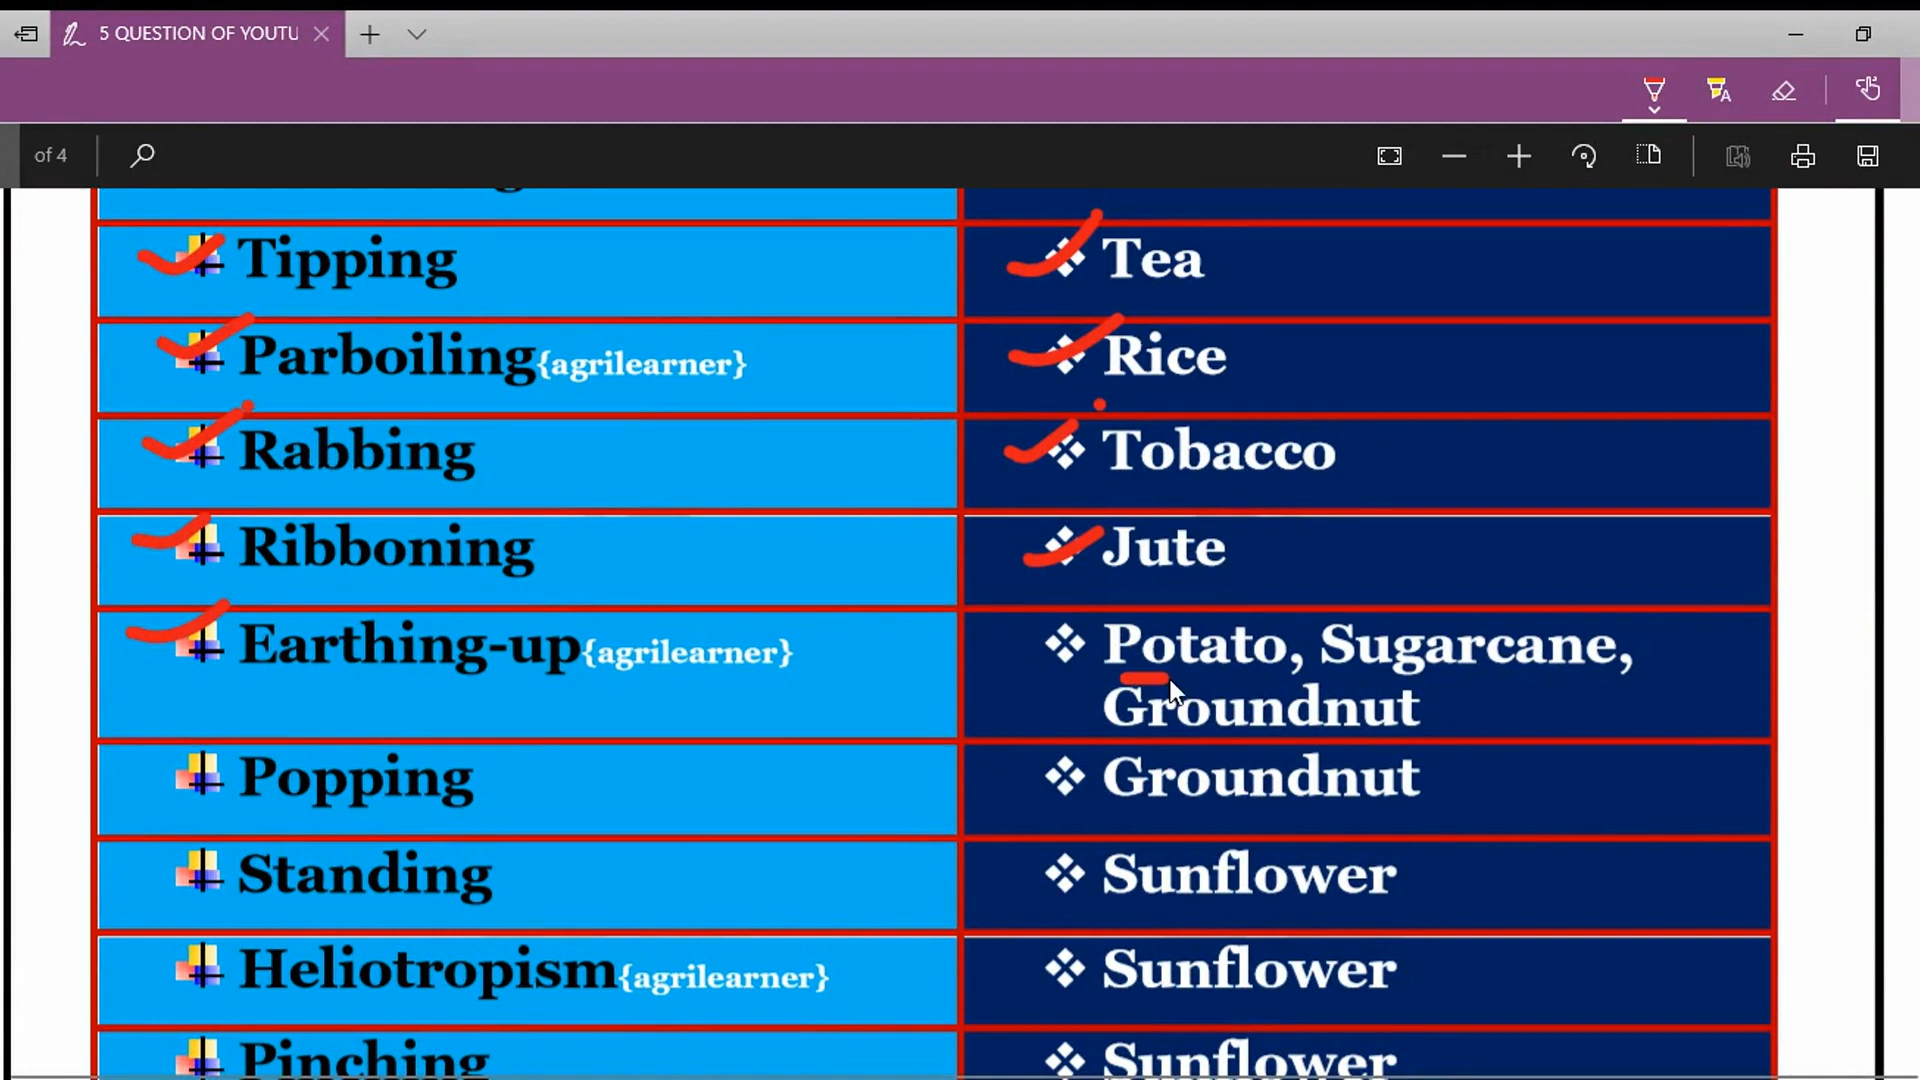 5 QUESTION OF YOUTU
of 4
Tipping
Tea
Parboiling{agrilearner}
Rice
Rabbing
Tobacco
Ribboning
Jute
Earthing-up{agrilearner}
Potato, Sugarcane,
Groundnut
Popping
Groundnut
Standing
Sunflower
Heliotropism{agrilearner}
Sunflower
Pinching
Sunflower